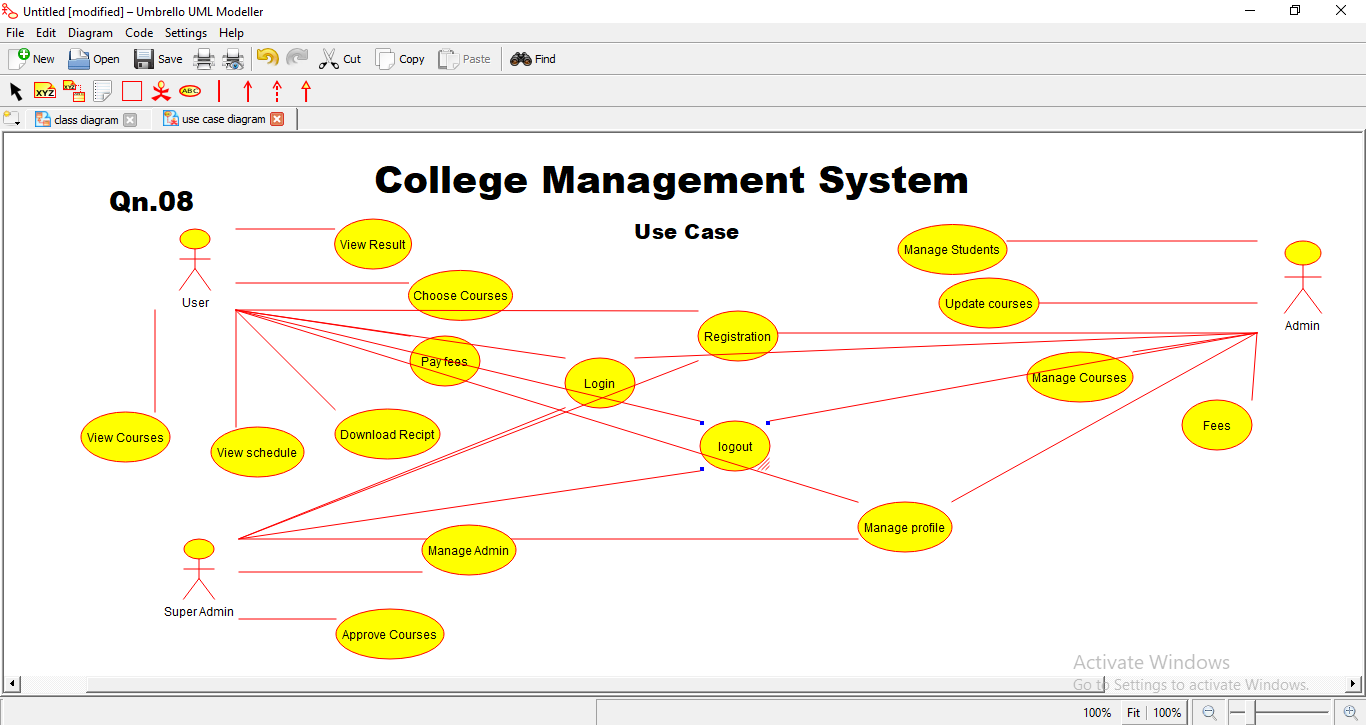 Untitled [modified] – Umbrello UML Modeller
File Edit Diagram Code Settings Help
New Open Save Cut Copy Paste Find
XYZ XYZ ABC
class diagram use case diagram
College Management System
Qn.08
Use Case
View Result
Manage Students
User
Choose Courses
Update courses
Admin
Registration
Pay fees
Login
Manage Courses
Fees
View Courses
View schedule
Download Recipt
logout
Manage profile
Manage Admin
Super Admin
Approve Courses
Activate Windows
Go to Settings to activate Windows.
100% Fit 100%